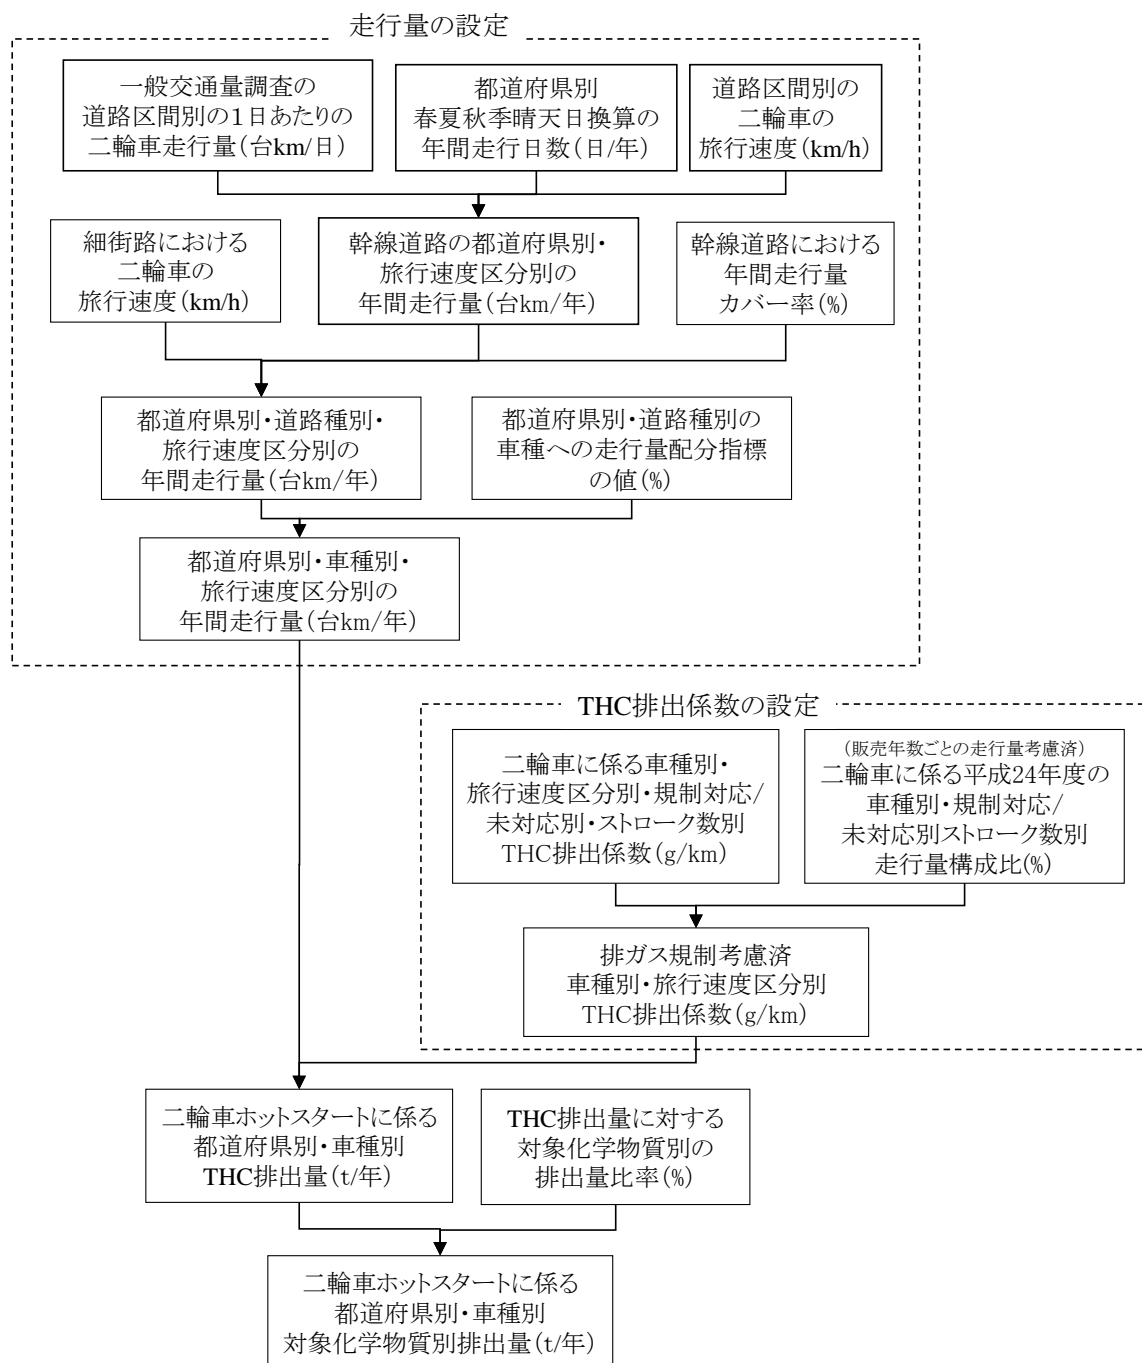 走行量の設定
一般交通量調査の
道路区間別の１日あたりの
二輪車走行量(台km/日)
都道府県別
春夏秋季晴天日換算の
年間走行日数(日/年)
道路区間別の
二輪車の
旅行速度(km/h)
細街路における
二輪車の
旅行速度(km/h)
幹線道路の都道府県別・
旅行速度区分別の
年間走行量(台km/年)
幹線道路における
年間走行量
カバー率(%)
都道府県別・道路種別・
旅行速度区分別の
年間走行量(台km/年)
都道府県別・道路種別の
車種への走行量配分指標
の値(%)
都道府県別・車種別・
旅行速度区分別の
年間走行量(台km/年)
THC排出係数の設定
二輪車に係る車種別・
旅行速度区分別・規制対応/
未対応別・ストローク数別
THC排出係数(g/km)
(販売年数ごとの走行量考慮済)
二輪車に係る平成24年度の
車種別・規制対応/
未対応別ストローク数別
走行量構成比(%)
排ガス規制考慮済
車種別・旅行速度区分別
THC排出係数(g/km)
二輪車ホットスタートに係る
都道府県別・車種別
THC排出量(t/年)
THC排出量に対する
対象化学物質別の
排出量比率(%)
二輪車ホットスタートに係る
都道府県別・車種別
対象化学物質別排出量(t/年)